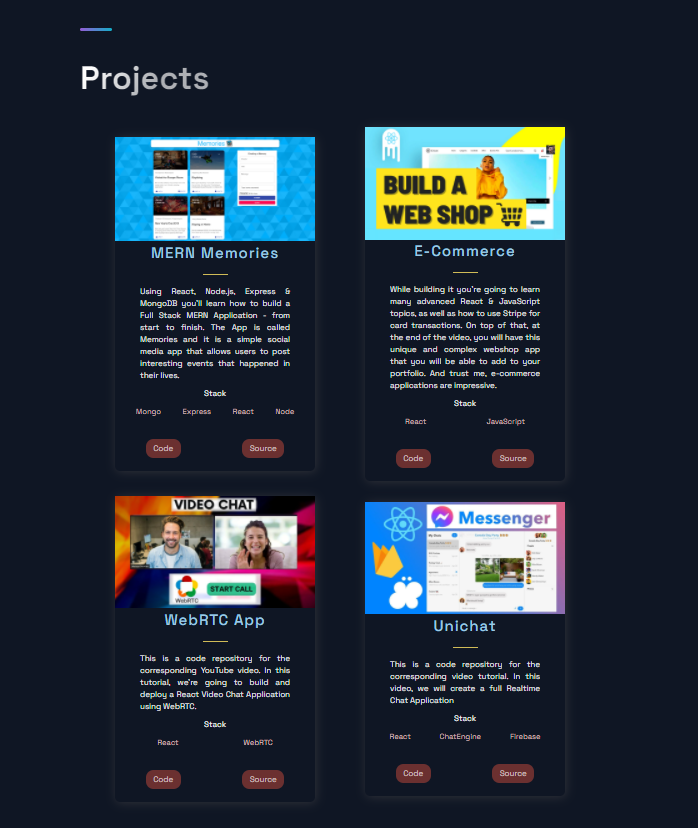 Projects
Memories
MERN Memories
Using React, Node.js, Express &
MongoDB you'll learn how to build a
Full Stack MERN Application - from
start to finish. The App is called
Memories and it is a simple social
media app that allows users to post
interesting events that happened in
their lives.
Stack
Mongo Express React Node
Code Source
BUILD A
WEB SHOP
E-Commerce
While building it you're going to learn
many advanced React & JavaScript
topics, as well as how to use Stripe for
card transactions. On top of that, at
the end of the video, you will have this
unique and complex webshop app
that you will be able to add to your
portfolio. And trust me, e-commerce
applications are impressive.
Stack
React JavaScript
Code Source
VIDEO CHAT
WebRTC
START CALL
WebRTC App
This is a code repository for the
corresponding YouTube video. In this
tutorial, we're going to build and
deploy a React Video Chat Application
using WebRTC.
Stack
React WebRTC
Code Source
Messenger
Unichat
This is a code repository for the
corresponding video tutorial. In this
video, we will create a full Realtime
Chat Application
Stack
React ChatEngine Firebase
Code Source